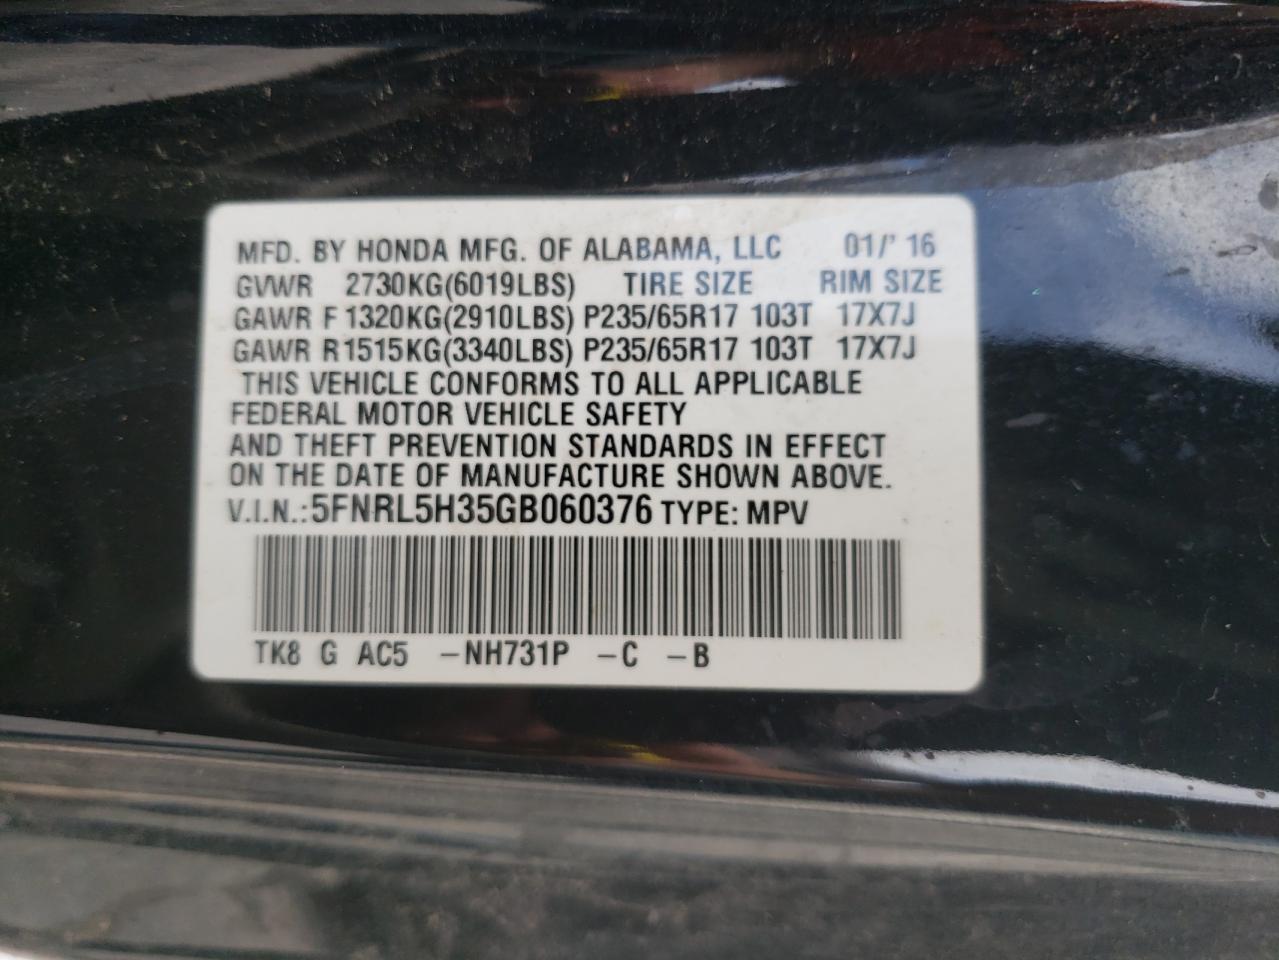 MFD. BY HONDA MFG. OF ALABAMA, LLC 01/'16
GVWR 2730KG(6019LBS) TIRE SIZE RIM SIZE
GAWR F 1320KG(2910LBS) P235/65R17 103T 17X7J
GAWR R1515KG(3340LBS) P235/65R17 103T 17X7J
THIS VEHICLE CONFORMS TO ALL APPLICABLE
FEDERAL MOTOR VEHICLE SAFETY
AND THEFT PREVENTION STANDARDS IN EFFECT
ON THE DATE OF MANUFACTURE SHOWN ABOVE.
V.I.N.:5FNRL5H35GB060376 TYPE: MPV
TK8 G AC5 -NH731P -C -B